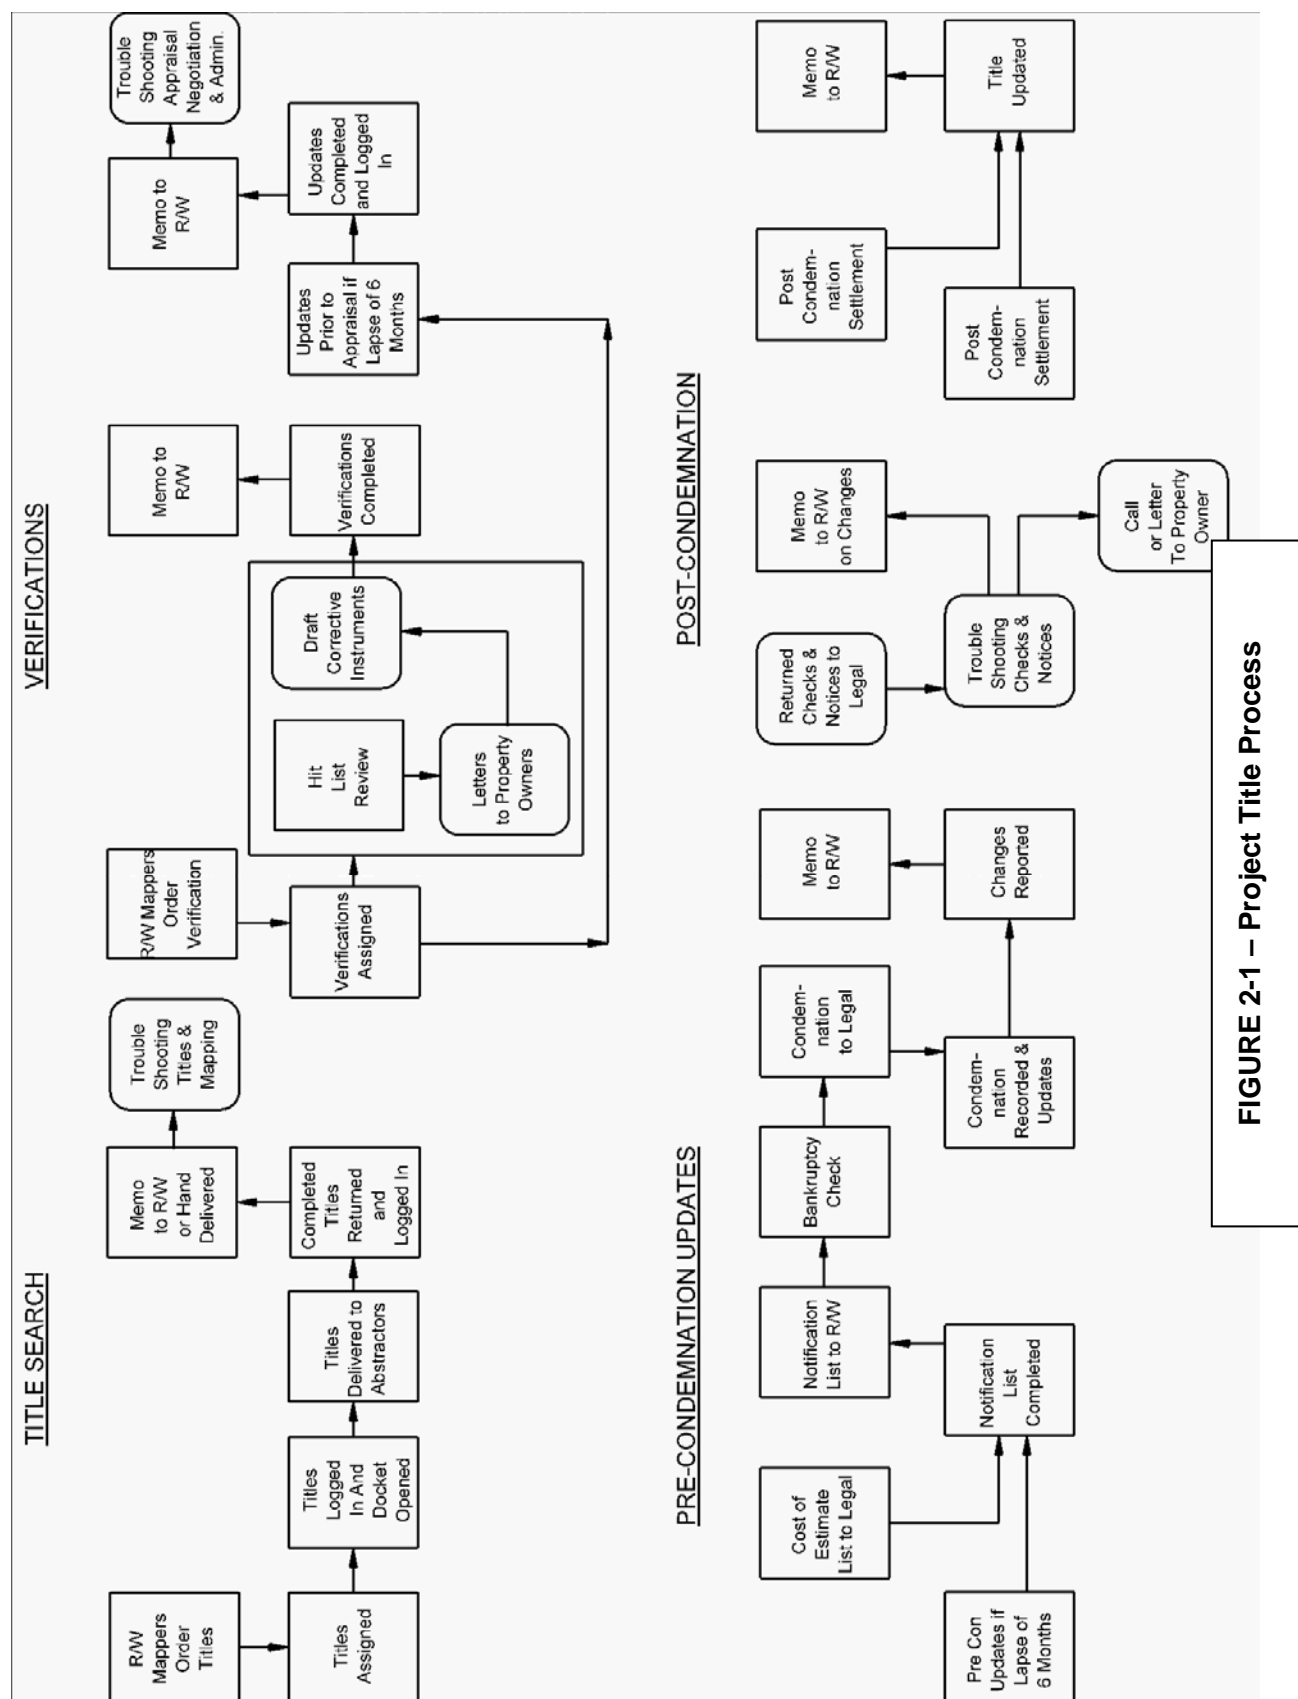 TITLE SEARCH
R/W
Mappers
Order
Titles
Titles
Assigned
Titles
Logged
In And
Docket
Opened
Titles
Delivered to
Abstractors
Completed
Titles
Returned
and
Logged In
Memo
to R/W
or Hand
Delivered
Trouble
Shooting
Titles &
Mapping
VERIFICATIONS
R/W Mappers
Order
Verification
Verifications
Assigned
Hit
List
Review
Letters
to Property
Owners
Draft
Corrective
Instruments
Verifications
Completed
Memo to
R/W
Updates
Prior to
Appraisal if
Lapse of 6
Months
Updates
Completed
and Logged
In
Memo to
R/W
Trouble
Shooting
Appraisal
Negotiation
& Admin.
PRE-CONDEMNATION UPDATES
Cost of
Estimate
List to Legal
Pre Con
Updates if
Lapse of
6 Months
Notification
List
Completed
Notification
List to R/W
Bankruptcy
Check
Condem-
nation
to Legal
Condem-
nation
Recorded &
Updates
Changes
Reported
Memo
to R/W
POST-CONDEMNATION
Returned
Checks &
Notices to
Legal
Trouble
Shooting
Checks &
Notices
Memo
to R/W
on Changes
Call
or Letter
To Property
Owner
Post
Condem-
nation
Settlement
Post
Condem-
nation
Settlement
Title
Updated
Memo
to R/W
FIGURE 2-1 – Project Title Process